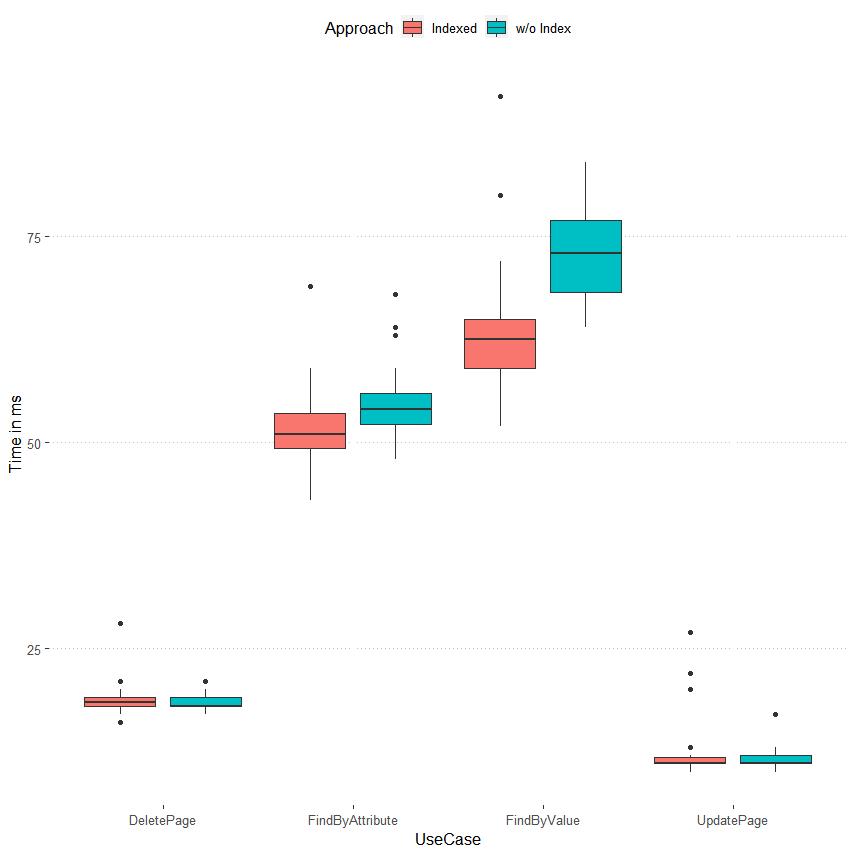 Approach Indexed w/o Index
75
50
25
Time in ms
DeletePage FindByAttribute FindByValue UpdatePage
UseCase